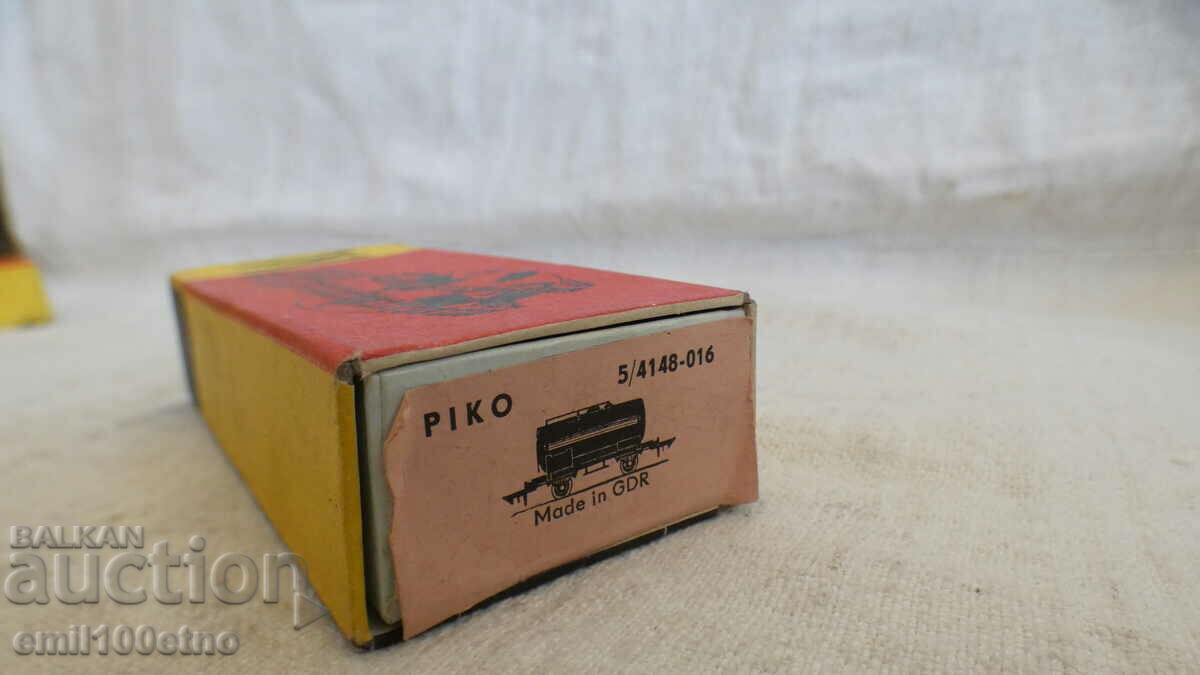 5/4148-016
PIKO
Made in GDR
BALKAN
auction
emil100etno